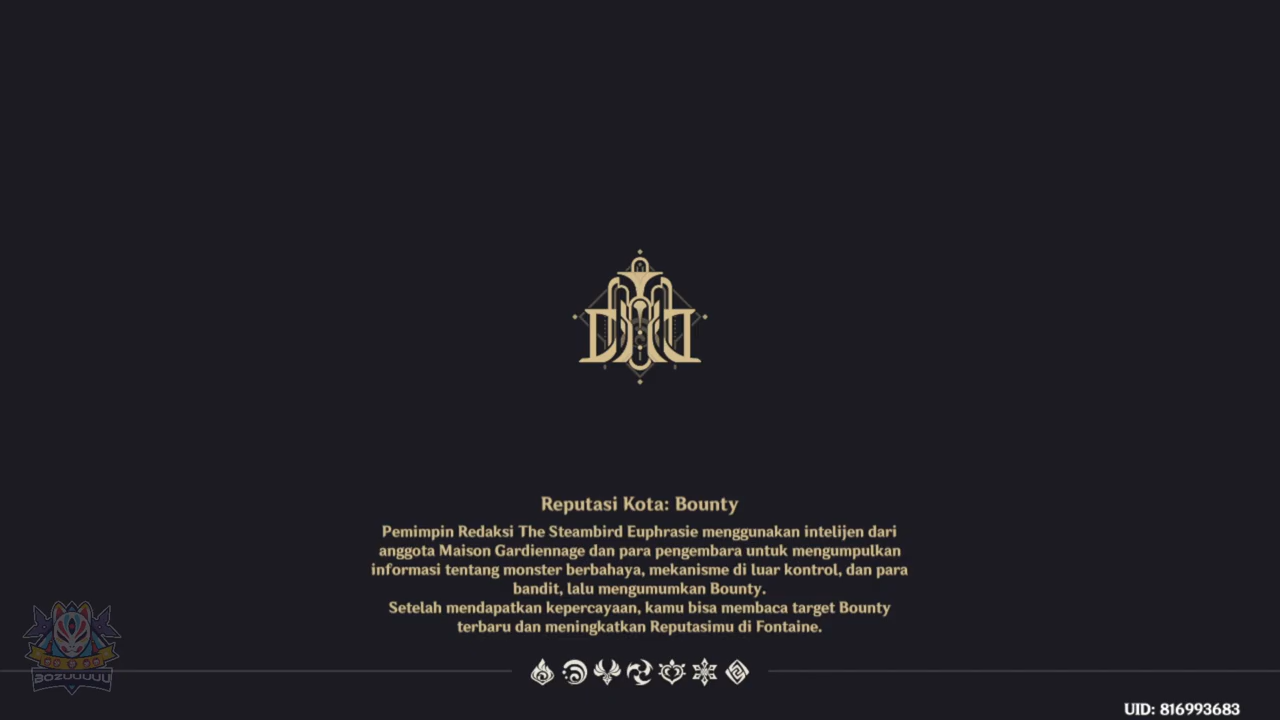 Reputasi Kota: Bounty
Pemimpin Redaksi The Steambird Euphrasie menggunakan intelijen dari
anggota Maison Gardiennage dan para pengembara untuk mengumpulkan
informasi tentang monster berbahaya, mekanisme di luar kontrol, dan para
bandit, lalu mengumumkan Bounty.
Setelah mendapatkan kepercayaan, kamu bisa membaca target Bounty
terbaru dan meningkatkan Reputasimu di Fontaine.
BOZUUUUU
UID: 816993683